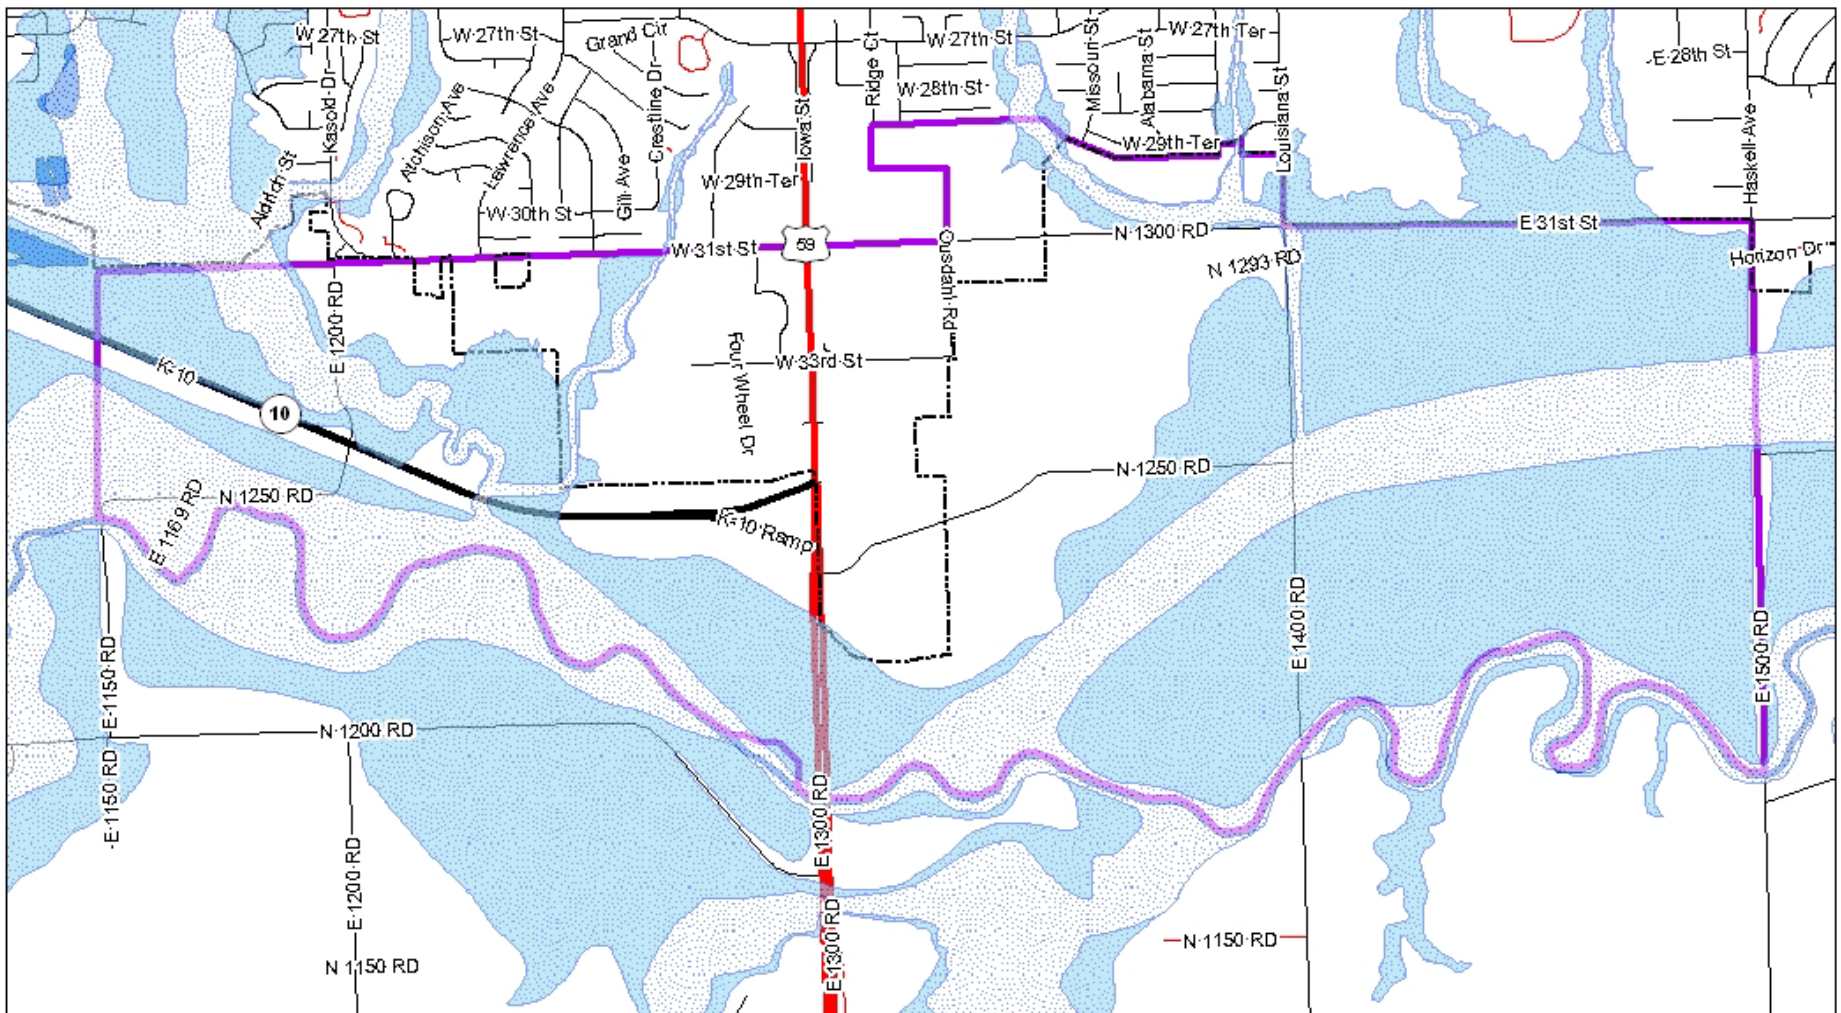 W 27th St
W 27th St
Grand Cir
W 27th St
W 27th Ter
E 28th St
Kasold Dr
Atchison Ave
Lawrence Ave
Crestline Dr
Iowa St
Ridge Ct
W 28th St
Missouri St
Alabama St
Louisiana St
Haskell Ave
Aldrich St
Gill Ave
W 29th Ter
W 29th Ter
W 30th St
W 31st St
59
Ousdahl Rd
N 1300 RD
E 31st St
N 1293 RD
Horizon Dr
E 1200 RD
K-10
10
Four Wheel Dr
W 33rd St
N 1250 RD
N 1250 RD
E 1169 RD
K-10 Ramp
E 1400 RD
E 1500 RD
E 1150 RD
N 1200 RD
E 1150 RD
E 1300 RD
E 1200 RD
E 1300 RD
N 1150 RD
N 1150 RD